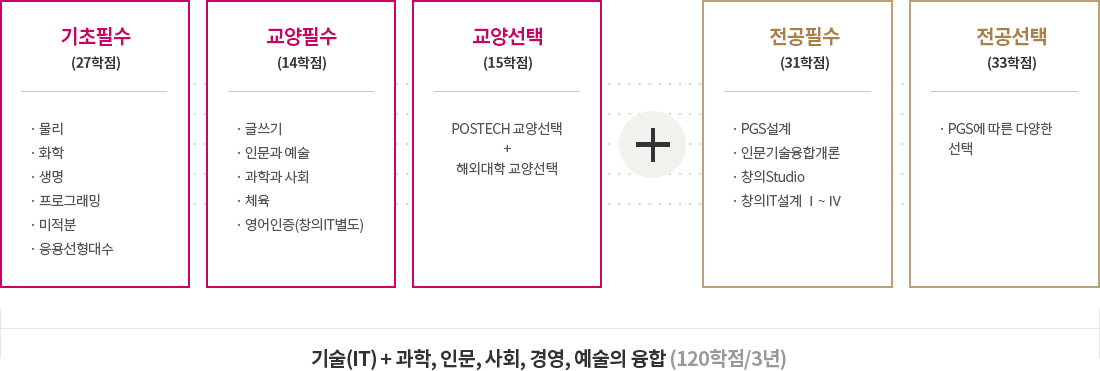 기초필수
(27학점)
· 물리
· 화학
· 생명
· 프로그래밍
· 미적분
· 응용선형대수
교양필수
(14학점)
· 글쓰기
· 인문과 예술
· 과학과 사회
· 체육
· 영어인증(창의IT별도)
교양선택
(15학점)
POSTECH 교양선택
+
해외대학 교양선택
+
전공필수
(31학점)
· PGS설계
· 인문기술융합개론
· 창의Studio
· 창의IT설계 Ⅰ ~ Ⅳ
전공선택
(33학점)
· PGS에 따른 다양한
선택
기술(IT) + 과학, 인문, 사회, 경영, 예술의 융합 (120학점/3년)